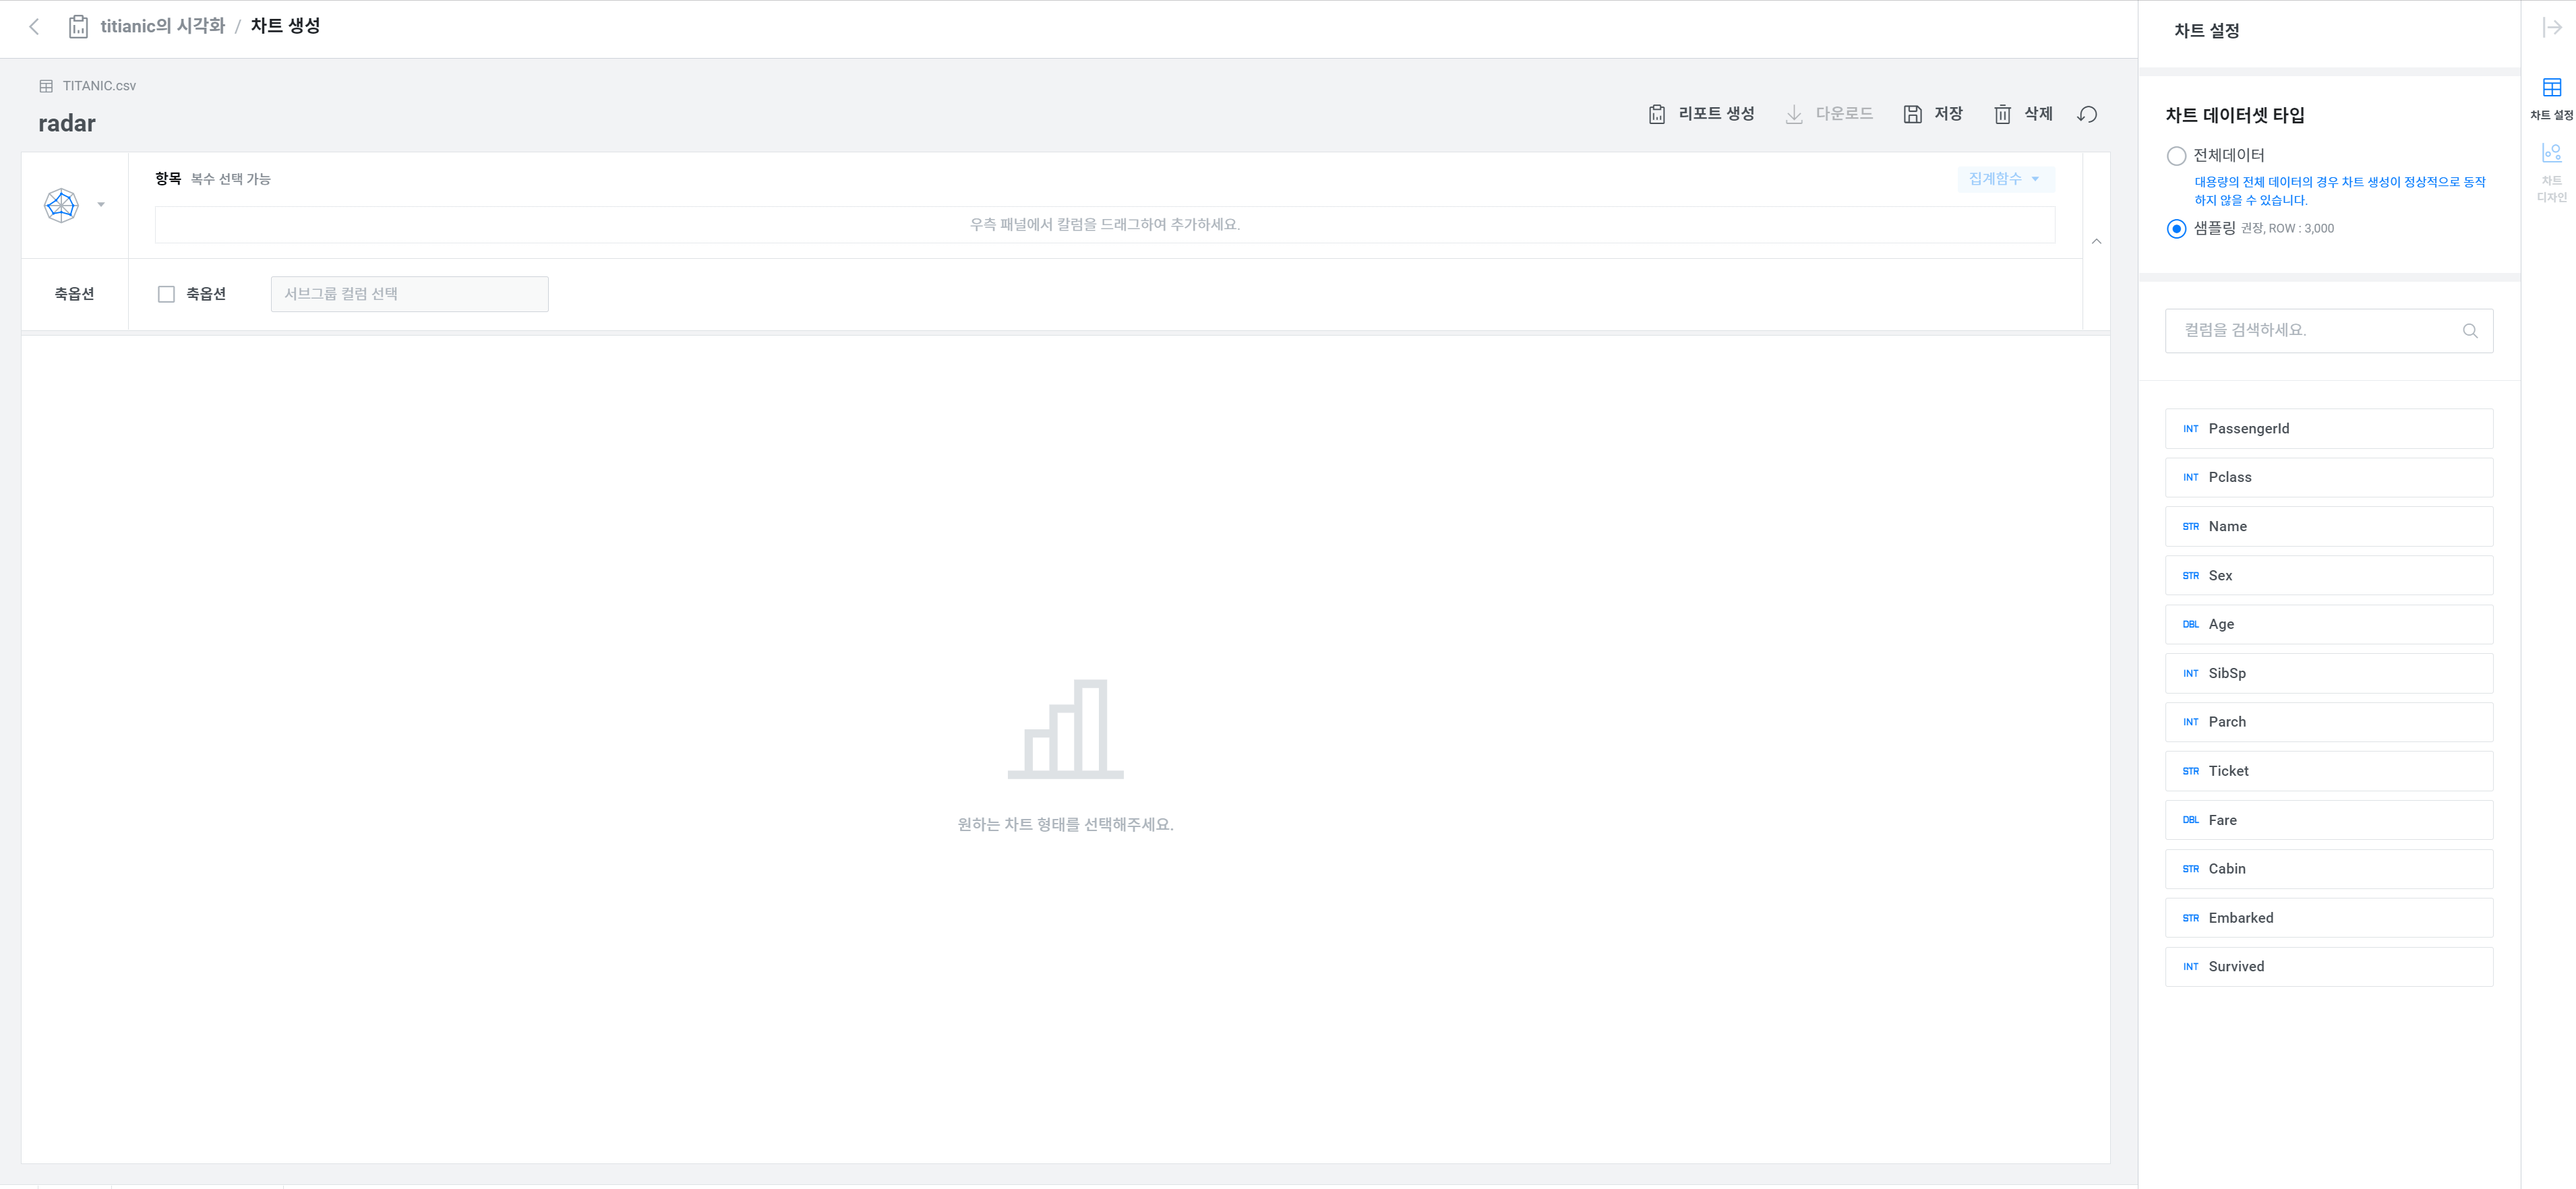 titianic의 시각화 / 차트 생성
TITANIC.csv
radar
리포트 생성
다운로드
저장
삭제
항목 복수 선택 가능
집계함수
우측 패널에서 칼럼을 드래그하여 추가하세요.
축옵션
축옵션
서브그룹 컬럼 선택
원하는 차트 형태를 선택해주세요.
차트 설정
차트 데이터셋 타입
전체데이터
대용량의 전체 데이터의 경우 차트 생성이 정상적으로 동작
하지 않을 수 있습니다.
샘플링 권장, ROW : 3,000
컬럼을 검색하세요.
INT PassengerId
INT Pclass
STR Name
STR Sex
DBL Age
INT SibSp
INT Parch
STR Ticket
DBL Fare
STR Cabin
STR Embarked
INT Survived
차트 설정
차트
디자인